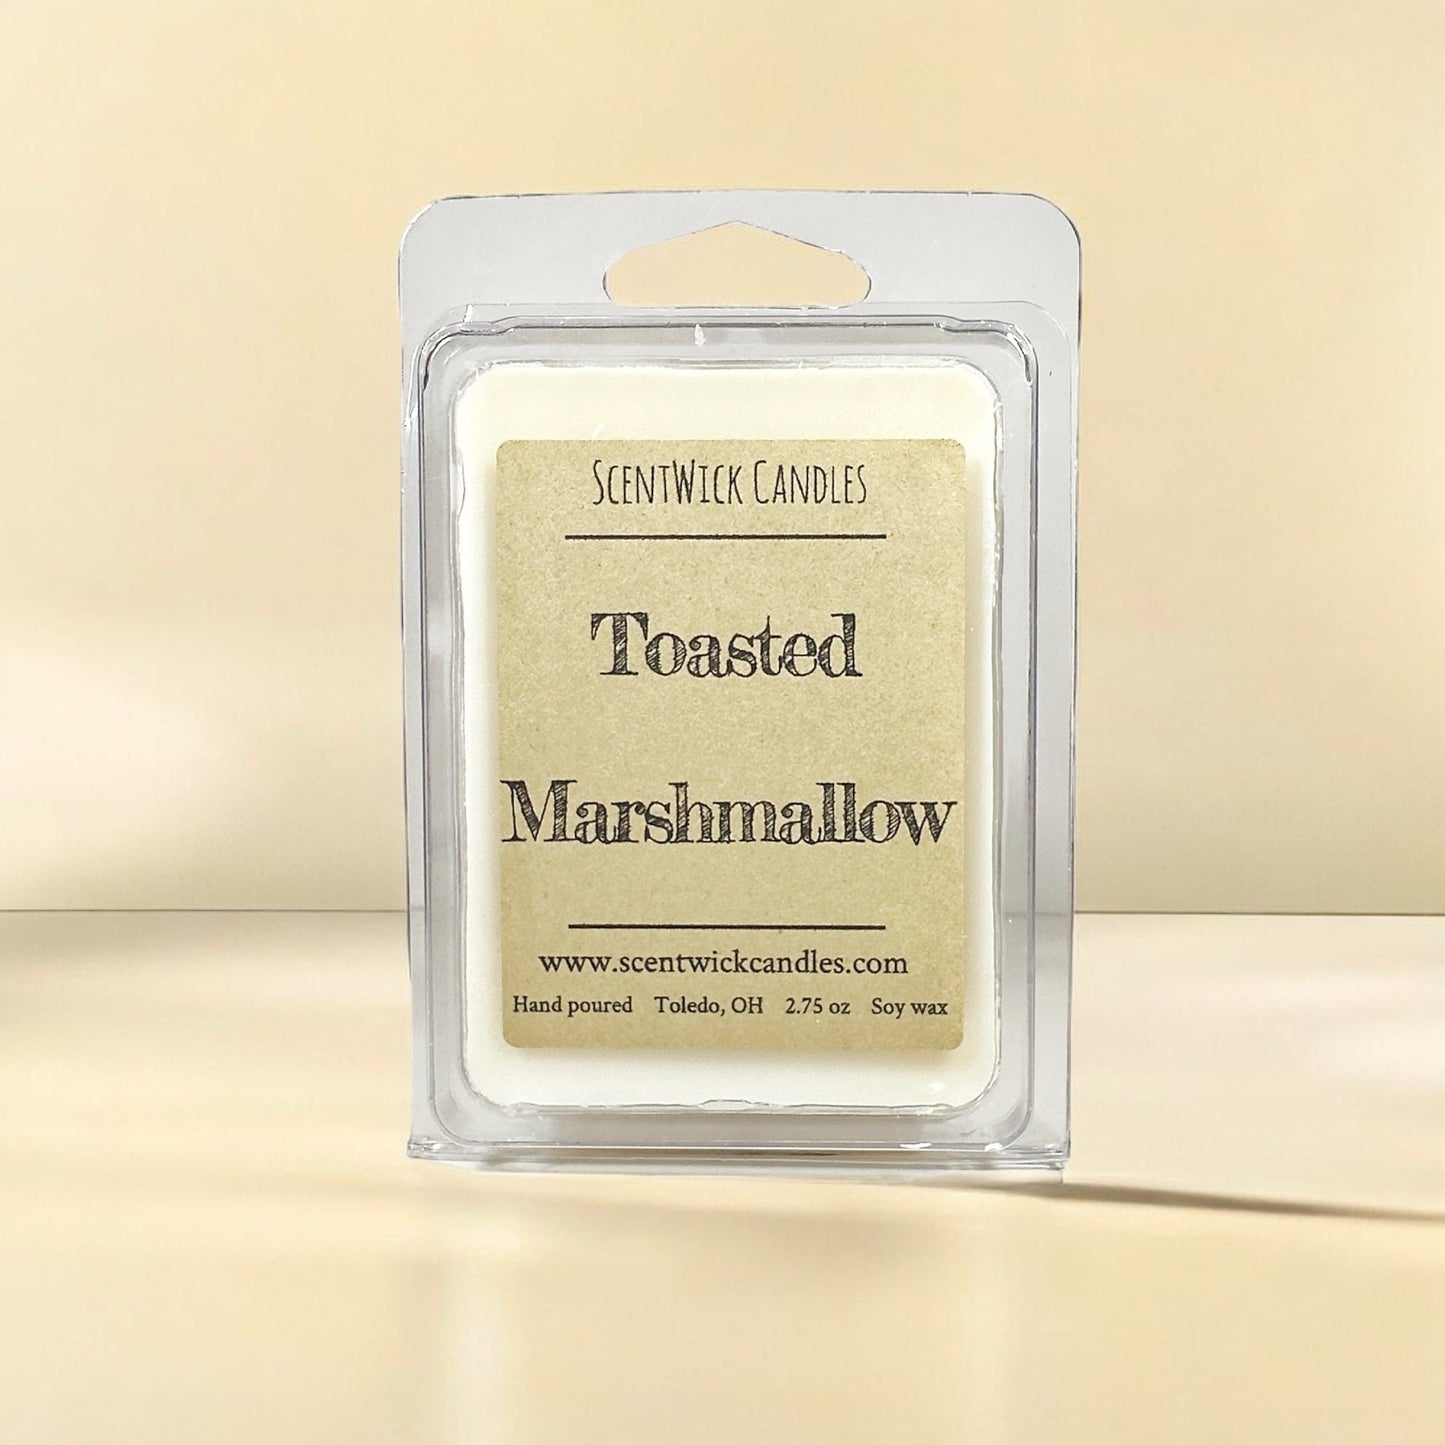 ScentWick Candles
Toasted
Marshmallow
www.scentwickcandles.com
Hand poured Toledo, OH 2.75 oz Soy wax